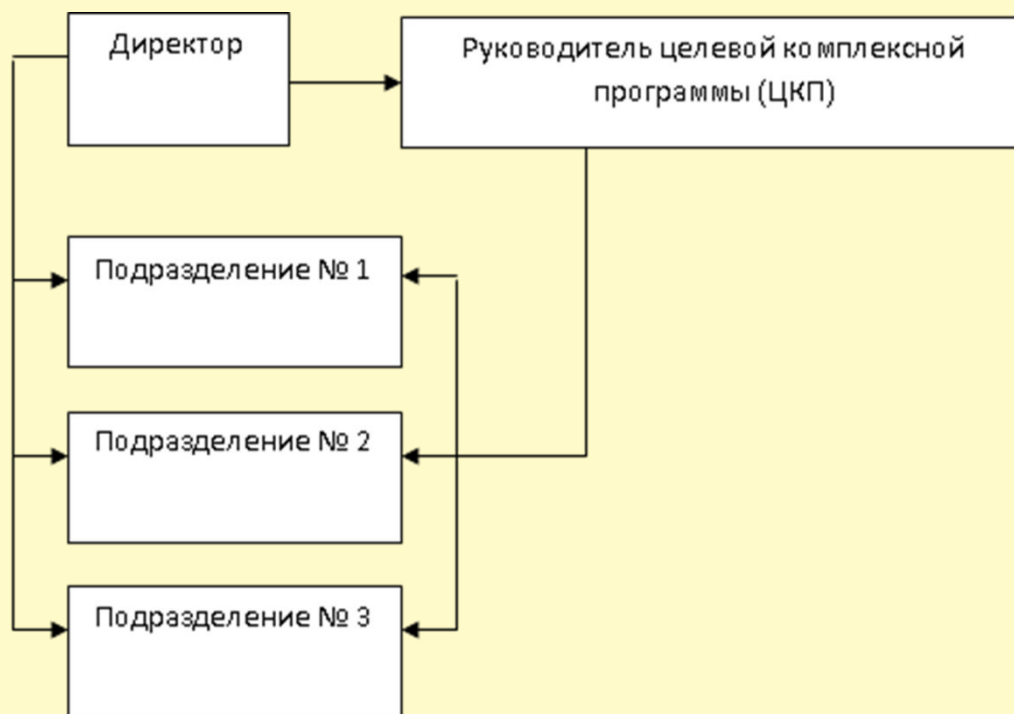 Директор
Руководитель целевой комплексной
программы (ЦКП)
Подразделение № 1
Подразделение № 2
Подразделение № 3